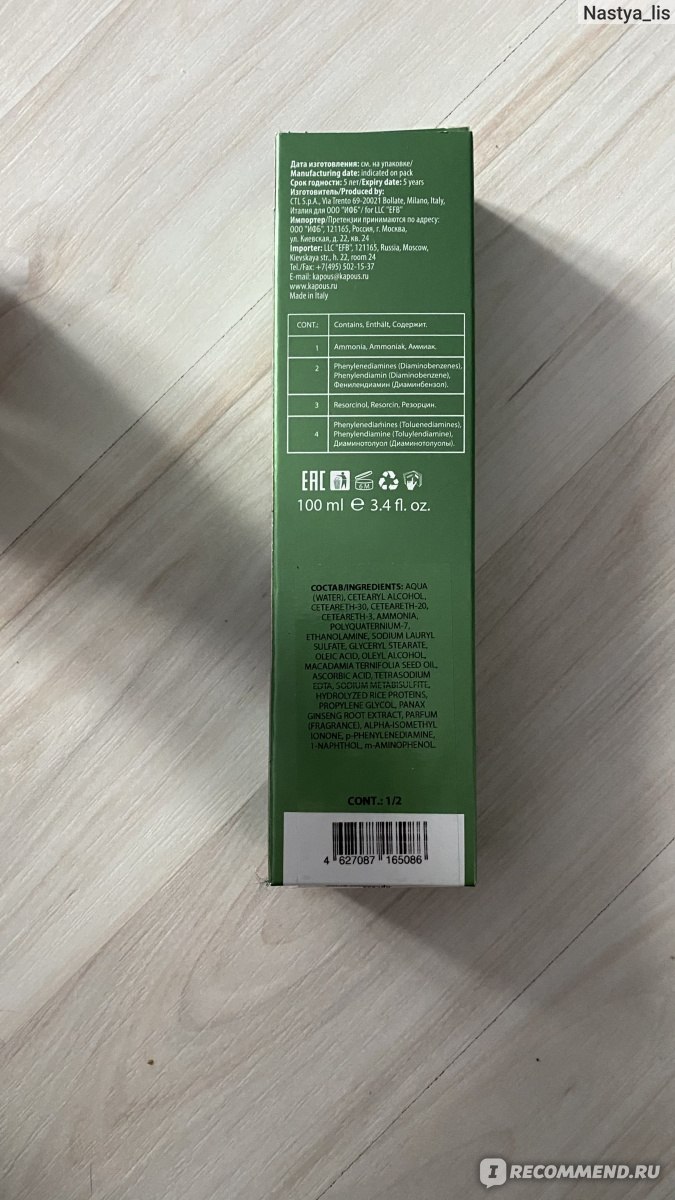 Nastya_lis
Дата изготовления: см. на упаковке/
Manufacturing date: indicated on pack
Срок годности: 5 лет/Expiry date: 5 years
Изготовитель/Produced by:
CTL S.p.A., Via Trento 69-20021 Bollate, Milano, Italy,
Италия для ООО "ИФБ"/ for LLC "EFB"
Импортер/Претензии принимаются по адресу:
ООО "ИФБ", 121165, Россия, г. Москва,
ул. Киевская, д. 22, кв. 24
Importer: LLC "EFB", 121165, Russia, Moscow,
Kievskaya str., h. 22, room 24
Tel./Fax: +7(495) 502-15-37
E-mail: kapous@kapous.ru
www.kapous.ru
Made in Italy
CONT.: Contains, Enthält, Содержит.
1 Ammonia, Ammoniak, Аммиак.
2 Phenylenediamines (Diaminobenzenes),
Phenylendiamin (Diaminobenzene),
Фенилендиамин (Диаминбензол).
3 Resorcinol, Resorcin, Резорцин.
4 Phenylenediamines (Toluenediamines),
Phenylendiamine (Toluylendiamine),
Диаминотолуол (Диаминотолуолы).
EAC 6M
100 ml e 3.4 fl. oz.
СОСТАВ/INGREDIENTS: AQUA
(WATER), CETEARYL ALCOHOL,
CETEARETH-30, CETEARETH-20,
CETEARETH-3, AMMONIA,
POLYQUATERNIUM-7,
ETHANOLAMINE, SODIUM LAURYL
SULFATE, GLYCERYL STEARATE,
OLEIC ACID, OLEYL ALCOHOL,
MACADAMIA TERNIFOLIA SEED OIL,
ASCORBIC ACID, TETRASODIUM
EDTA, SODIUM METABISULFITE,
HYDROLYZED RICE PROTEINS,
PROPYLENE GLYCOL, PANAX
GINSENG ROOT EXTRACT, PARFUM
(FRAGRANCE), ALPHA-ISOMETHYL
IONONE, p-PHENYLENEDIAMINE,
1-NAPHTHOL, m-AMINOPHENOL.
CONT.: 1/2
4 627087 165086
IRECOMMEND.RU